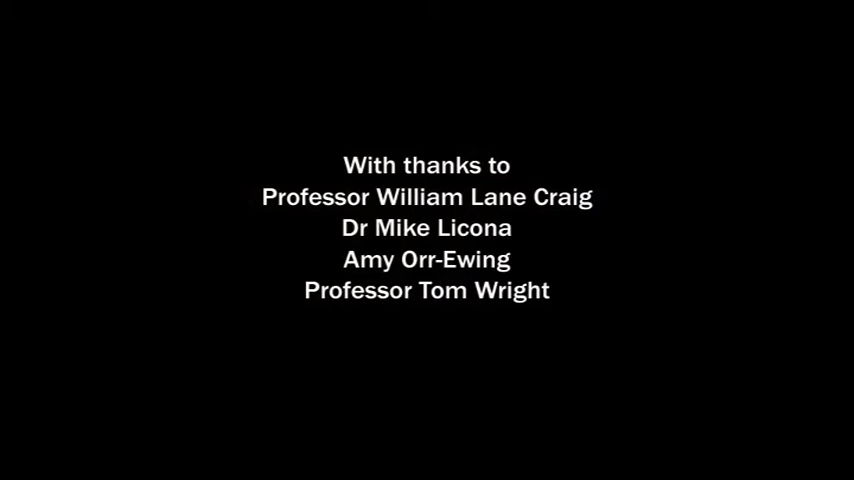 With thanks to
Professor William Lane Craig
Dr Mike Licona
Amy Orr-Ewing
Professor Tom Wright